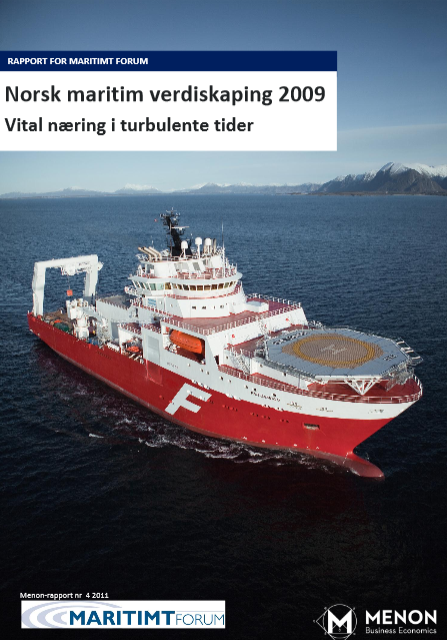 RAPPORT FOR MARITIMT FORUM
Norsk maritim verdiskaping 2009
Vital næring i turbulente tider
F
H
Menon-rapport nr 4 2011
MARITIMT FORUM
M
MENON
Business Economics